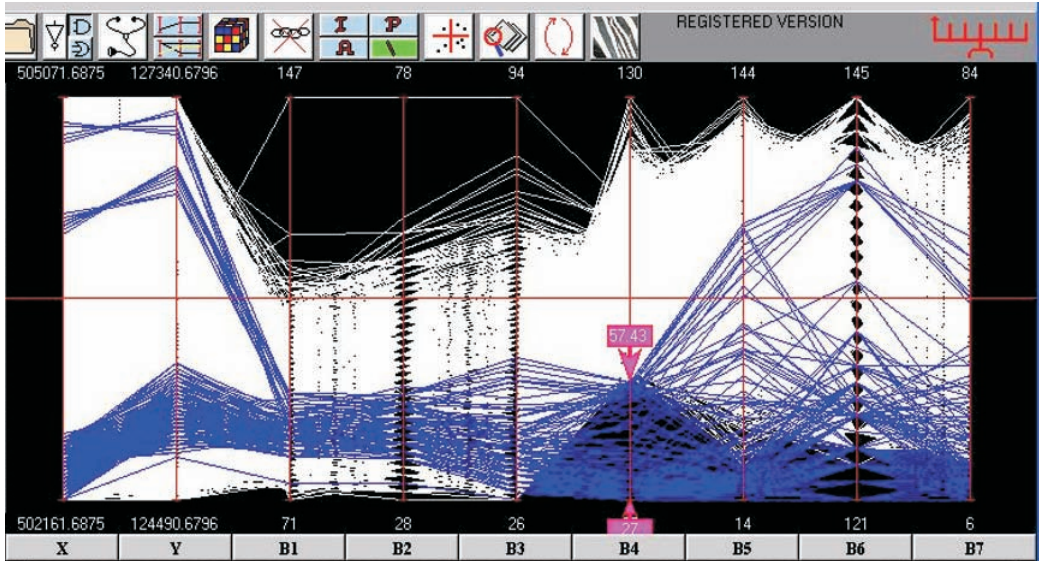 REGISTERED VERSION
I P
A
505071.6875 127340.6796 147 78 94 130 144 145 84
57.43
502161.6875 124490.6796 71 28 26 27 14 121 6
X Y B1 B2 B3 B4 B5 B6 B7